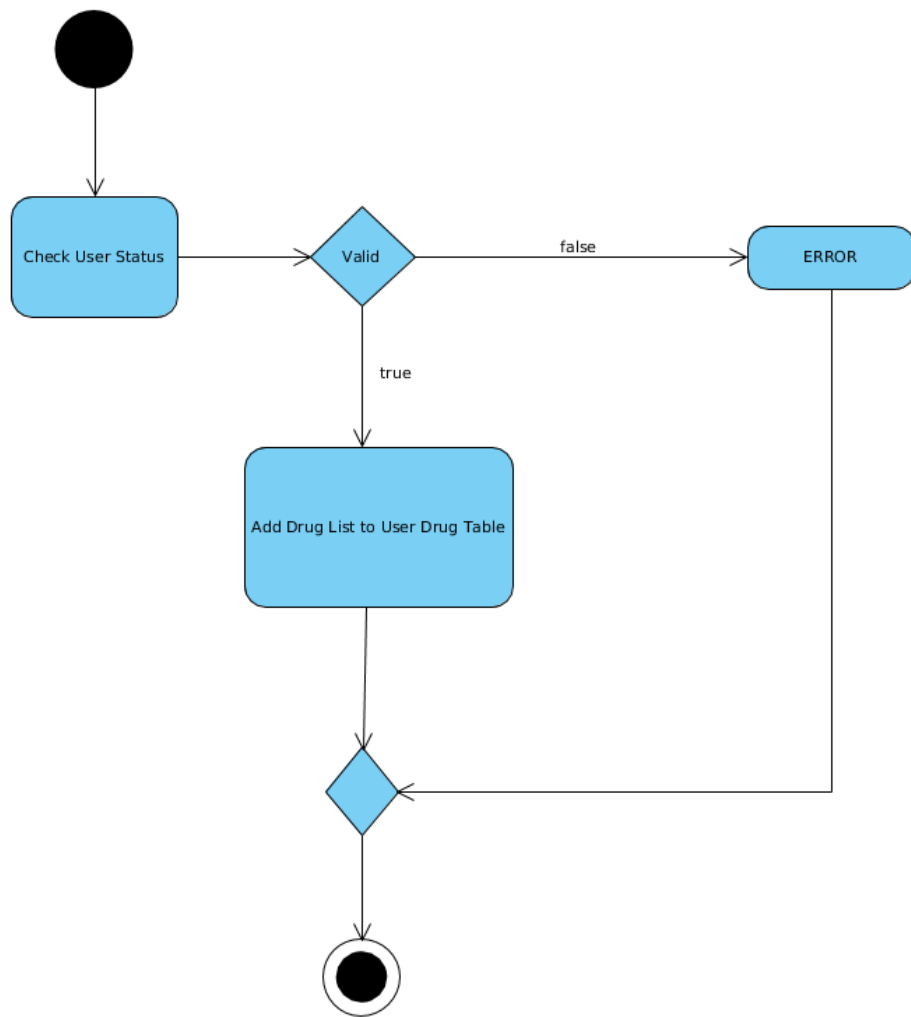 Check User Status
Valid
false
ERROR
true
Add Drug List to User Drug Table